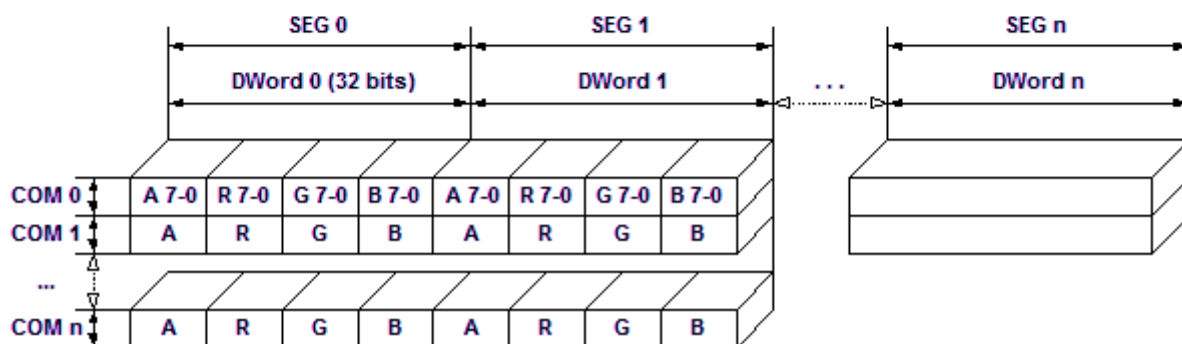 SEG 0 SEG 1 SEG n
DWord 0 (32 bits) DWord 1 ... DWord n
COM 0 A 7-0 R 7-0 G 7-0 B 7-0 A 7-0 R 7-0 G 7-0 B 7-0
COM 1 A R G B A R G B
...
COM n A R G B A R G B